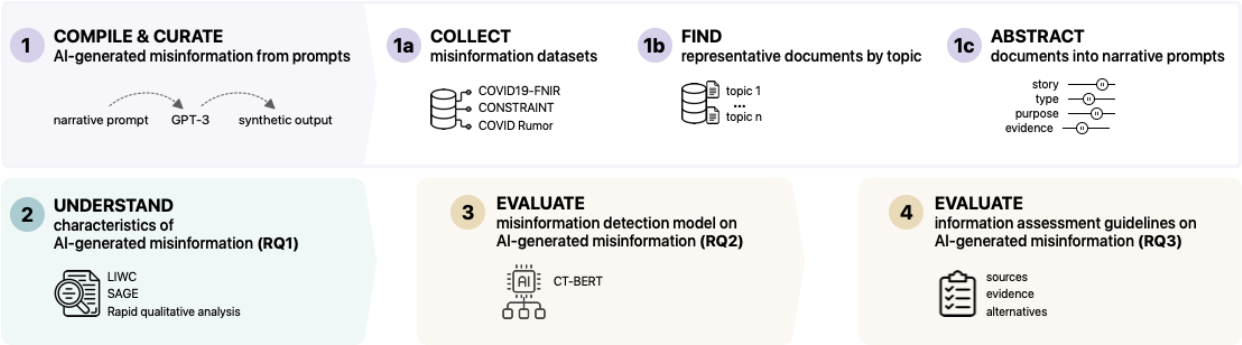 1
COMPILE & CURATE
AI-generated misinformation from prompts
narrative prompt GPT-3 synthetic output
1a
COLLECT
misinformation datasets
COVID19-FNIR
CONSTRAINT
COVID Rumor
1b
FIND
representative documents by topic
topic 1
...
topic n
1c
ABSTRACT
documents into narrative prompts
story
type
purpose
evidence
2
UNDERSTAND
characteristics of
AI-generated misinformation (RQ1)
LIWC
SAGE
Rapid qualitative analysis
3
EVALUATE
misinformation detection model on
AI-generated misinformation (RQ2)
AI
CT-BERT
4
EVALUATE
information assessment guidelines on
AI-generated misinformation (RQ3)
sources
evidence
alternatives